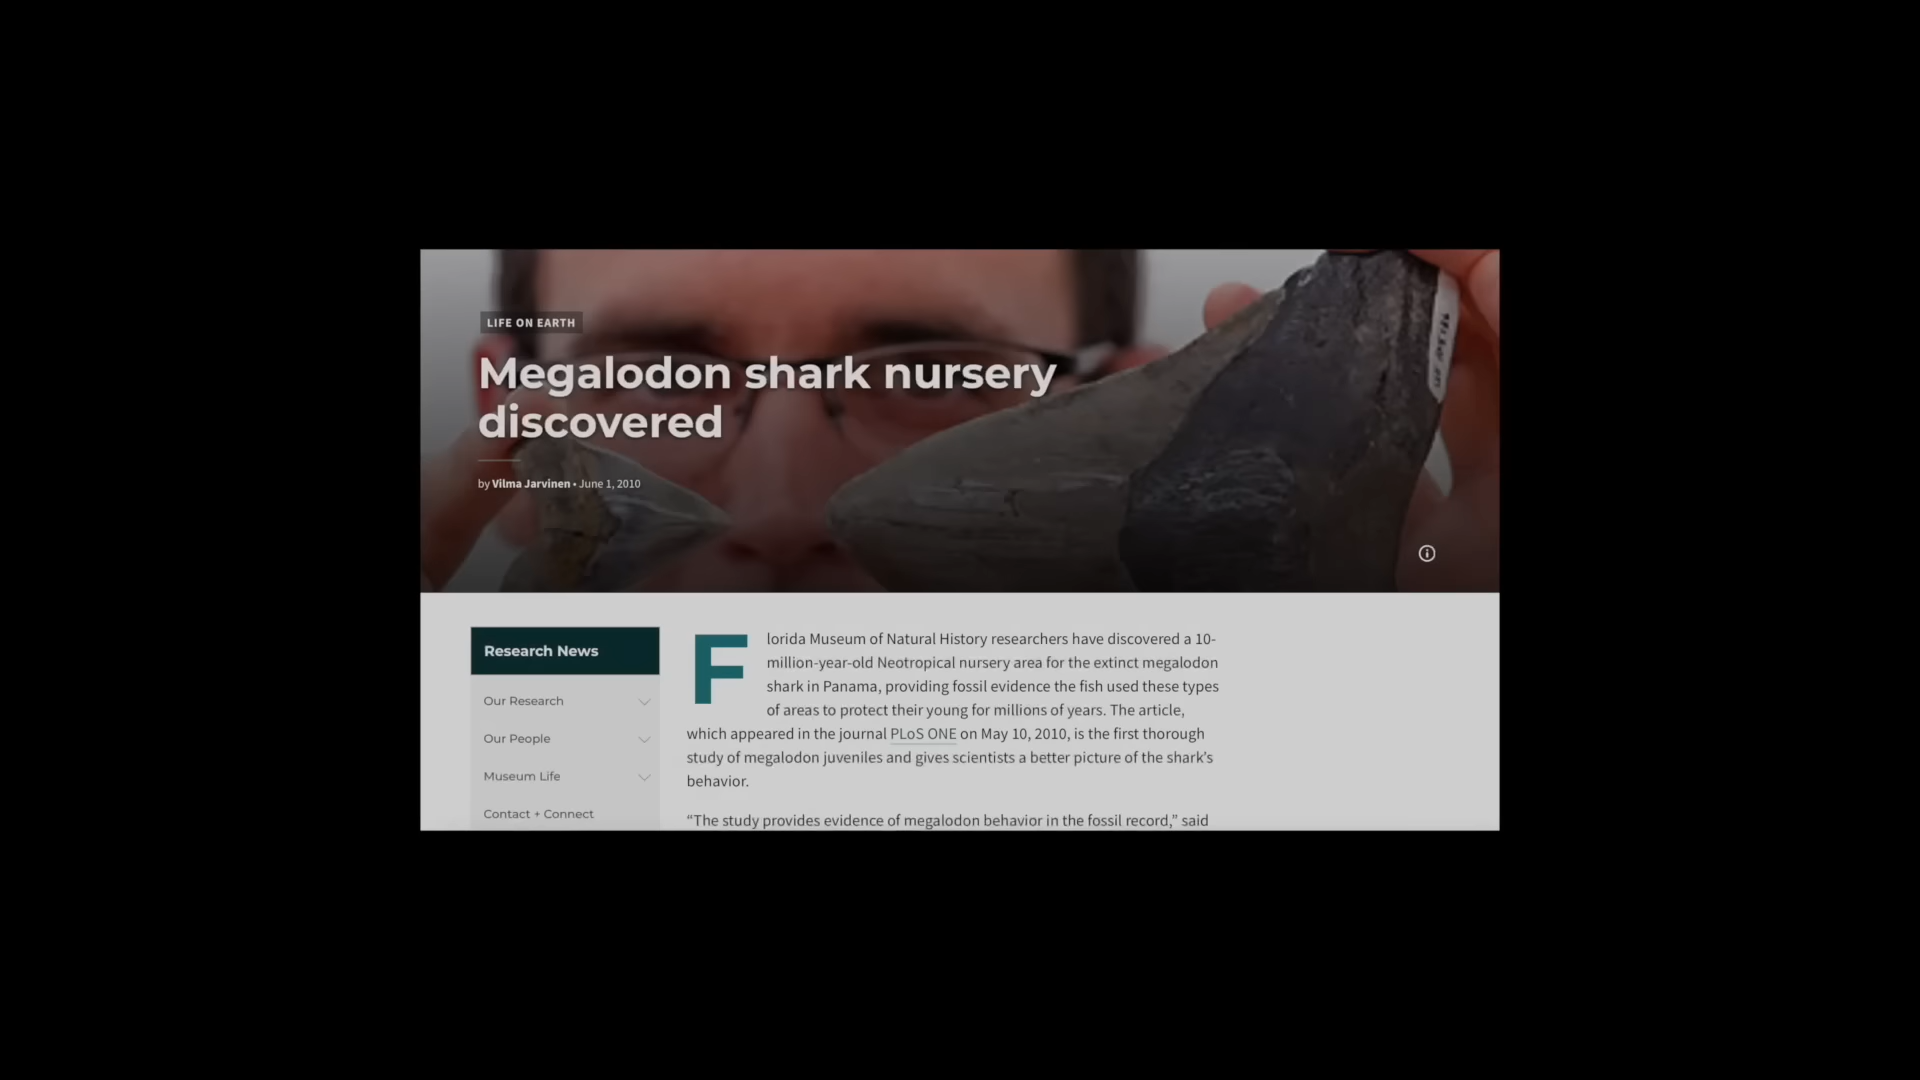 LIFE ON EARTH
Megalodon shark nursery
discovered
by Vilma Jarvinen • June 1, 2010
Research News
Our Research
Our People
Museum Life
Contact + Connect
Florida Museum of Natural History researchers have discovered a 10-
million-year-old Neotropical nursery area for the extinct megalodon
shark in Panama, providing fossil evidence the fish used these types
of areas to protect their young for millions of years. The article,
which appeared in the journal PLoS ONE on May 10, 2010, is the first thorough
study of megalodon juveniles and gives scientists a better picture of the shark’s
behavior.
“The study provides evidence of megalodon behavior in the fossil record,” said